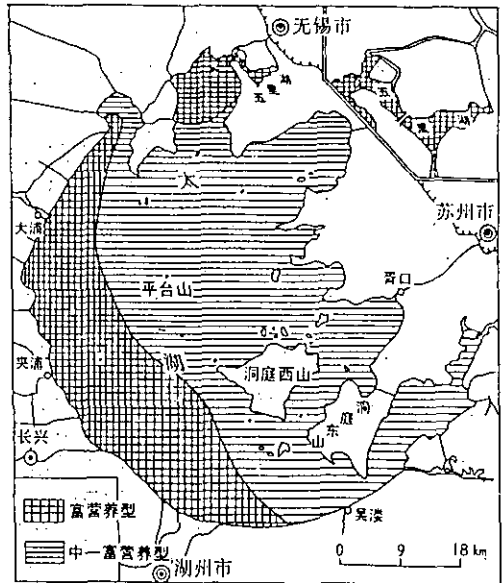 无锡市
五里湖
五里湖
太
苏州市
大浦
胥口
平台山
湖
夹浦
洞庭西山
洞庭东山
长兴
吴溇
富营养型
中一富营养型
湖州市
0 9 18 km